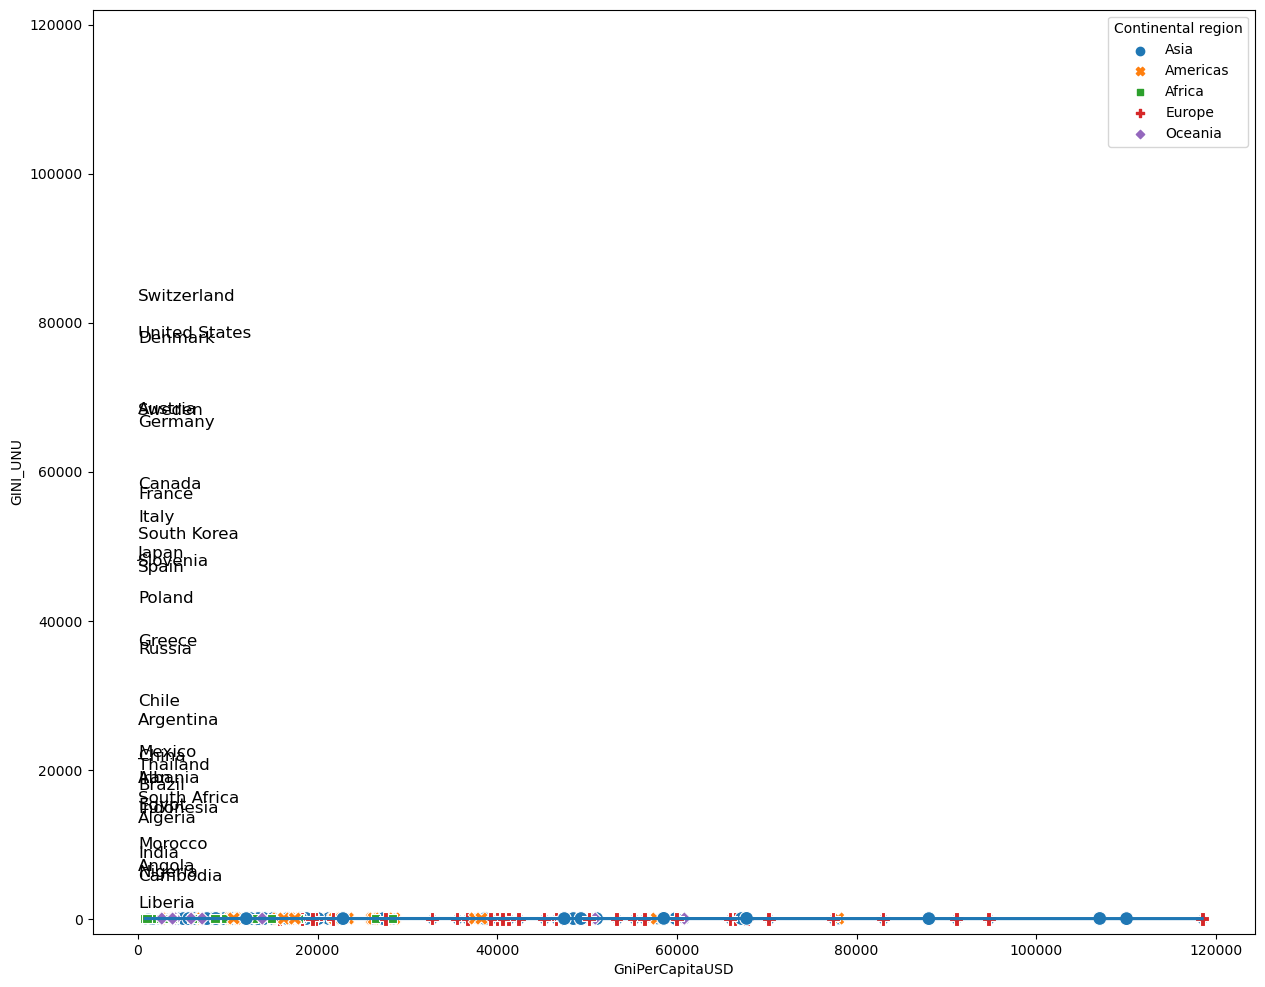 120000
Continental region
Asia
Americas
Africa
Europe
Oceania
100000
Switzerland
80000
United States
Denmark
Austria
Sweden
Germany
60000
Canada
France
Italy
South Korea
Japan
Slovenia
Spain
Poland
40000
Greece
Russia
Chile
Argentina
Mexico
China
Thailand
20000
Albania
Iran
Brazil
South Africa
Egypt
Indonesia
Algeria
Morocco
India
Angola
Nigeria
Cambodia
Liberia
0
GINI_UNU
0 20000 40000 60000 80000 100000 120000
GniPerCapitaUSD